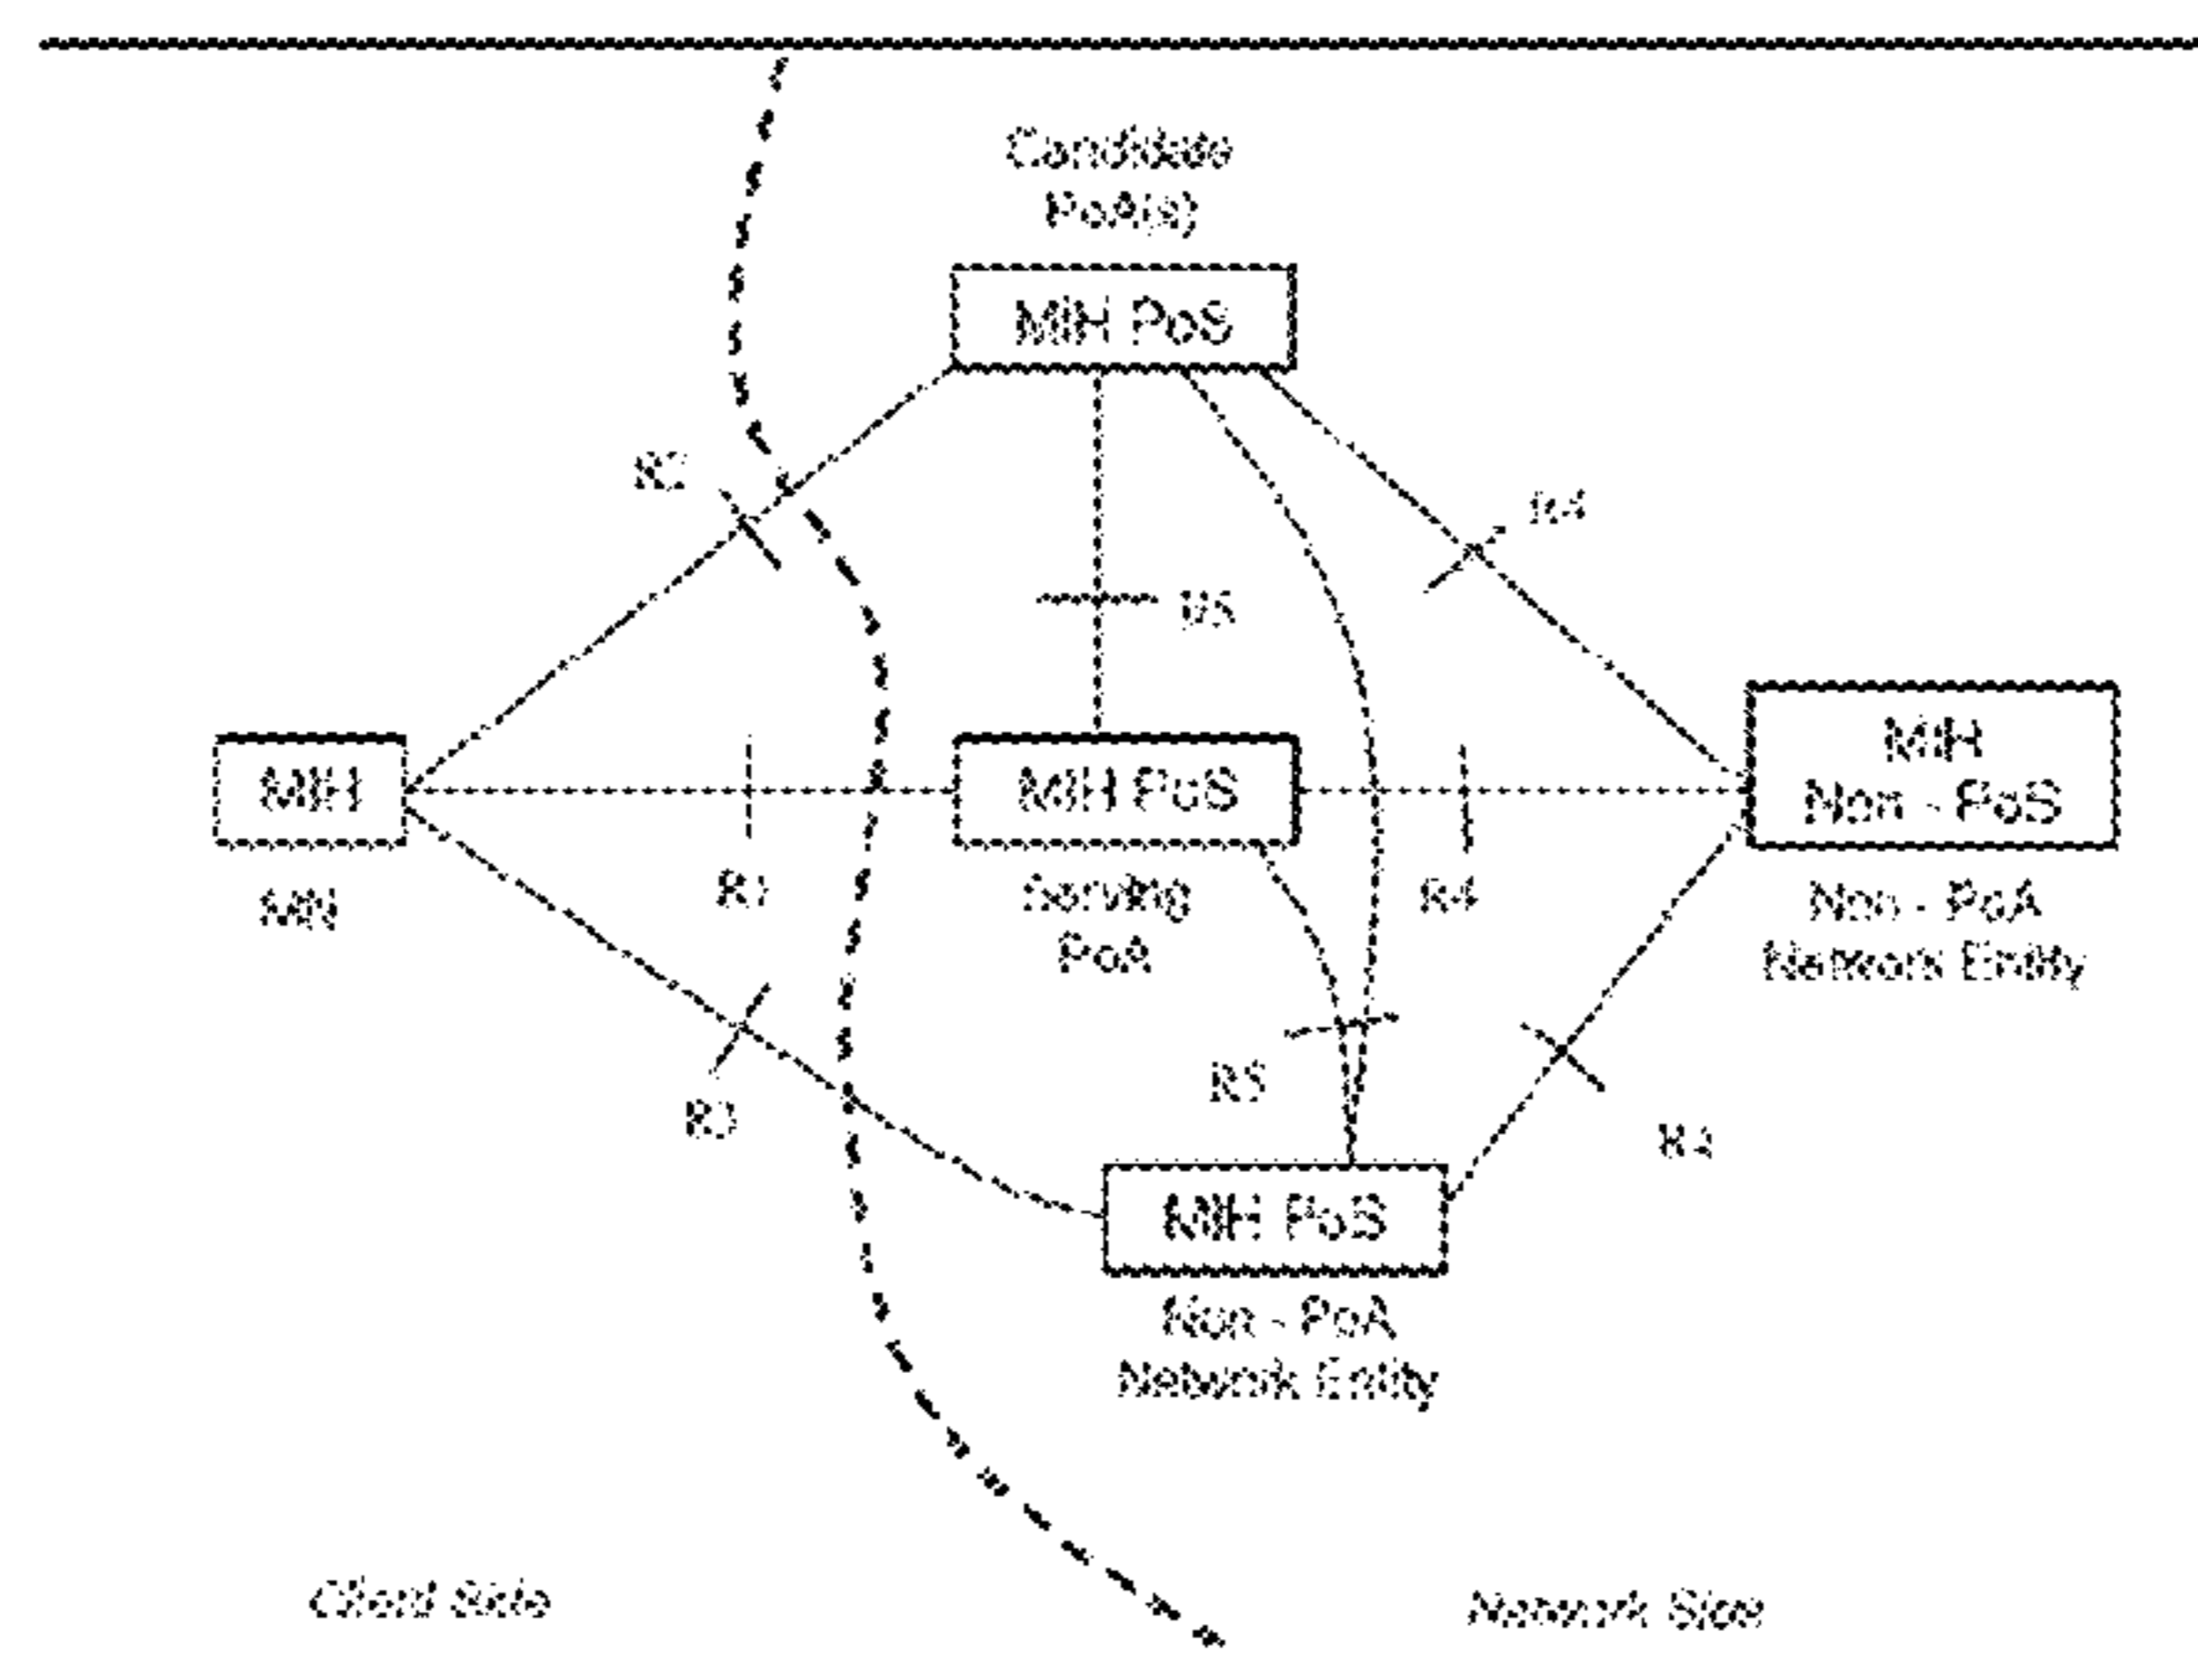 Candidate
PoA(s)
MIH PoS
R2
R4
R5
MIH
MIH PoS
MIH
Non - PoS
MN
R1
Serving
PoA
R4
Non - PoA
Network Entity
R3
R5
R4
MIH PoS
Non - PoA
Network Entity
Client Side
Network Side